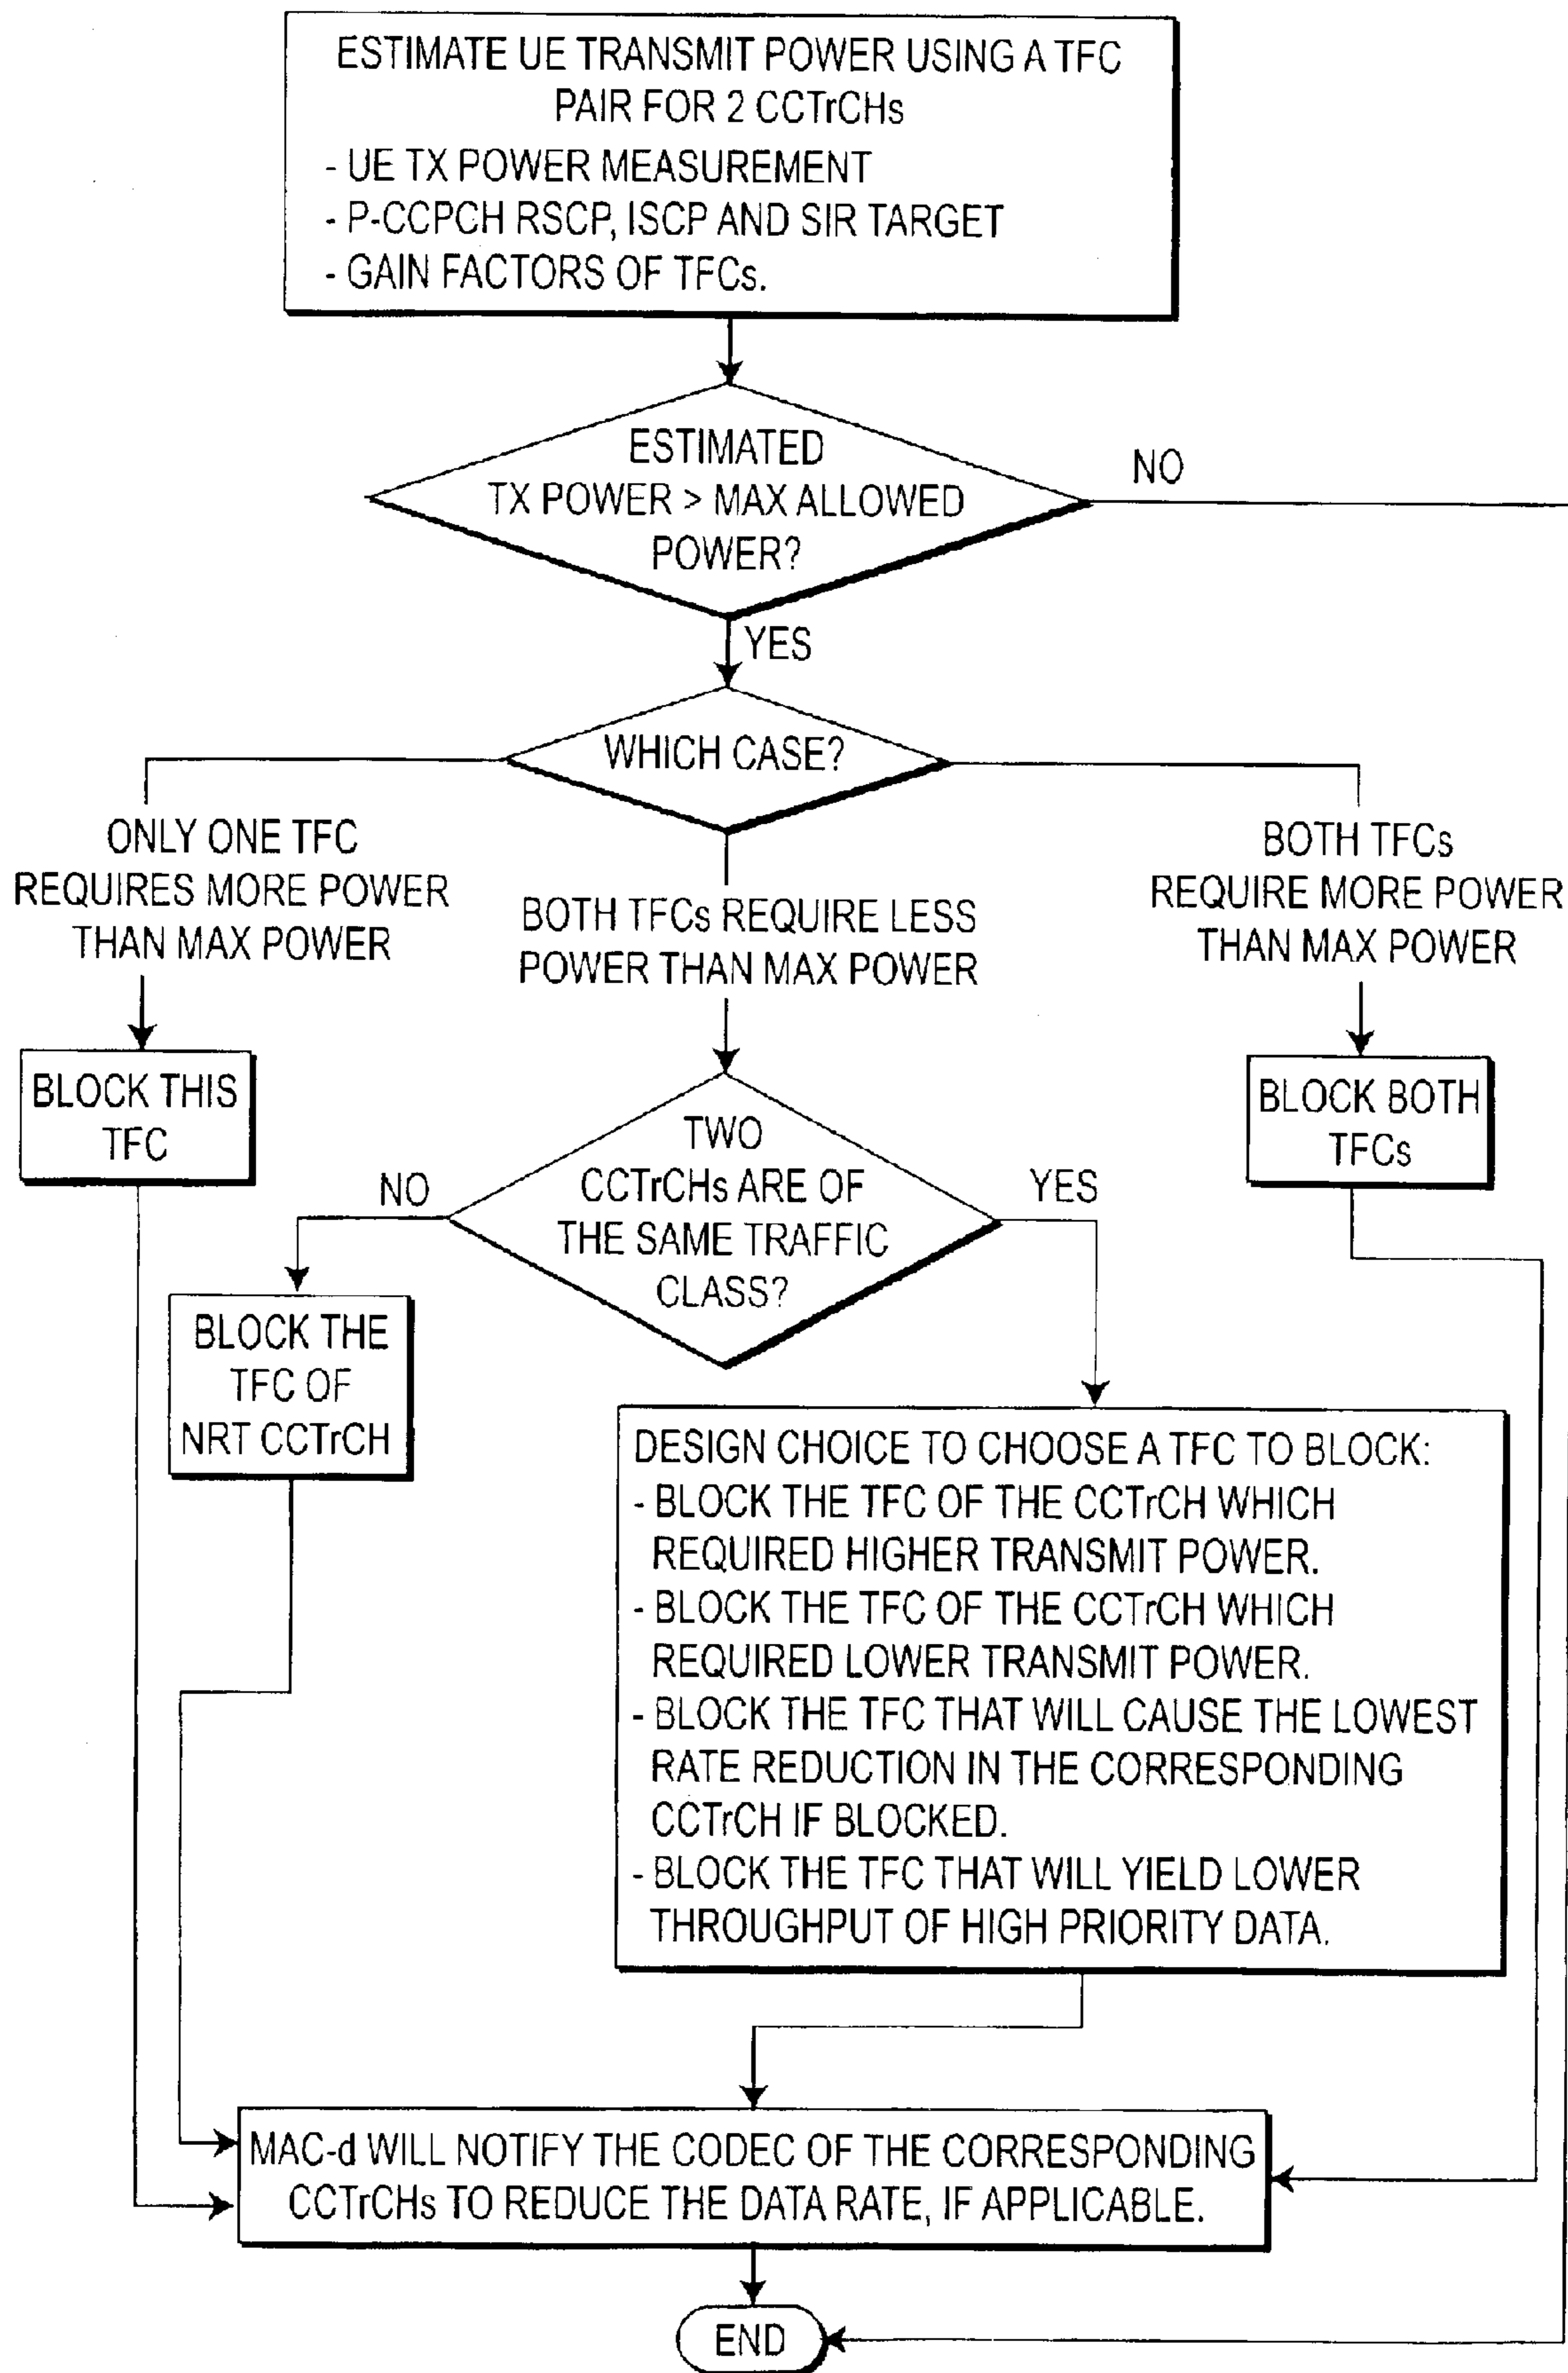 ESTIMATE UE TRANSMIT POWER USING A TFC
PAIR FOR 2 CCTrCHs
- UE TX POWER MEASUREMENT
- P-CCPCH RSCP, ISCP AND SIR TARGET
- GAIN FACTORS OF TFCs.
ESTIMATED
TX POWER > MAX ALLOWED
POWER?
NO
YES
WHICH CASE?
ONLY ONE TFC
REQUIRES MORE POWER
THAN MAX POWER
BOTH TFCs REQUIRE LESS
POWER THAN MAX POWER
BOTH TFCs
REQUIRE MORE POWER
THAN MAX POWER
BLOCK THIS
TFC
BLOCK BOTH
TFCs
TWO
CCTrCHs ARE OF
THE SAME TRAFFIC
CLASS?
NO
YES
BLOCK THE
TFC OF
NRT CCTrCH
DESIGN CHOICE TO CHOOSE A TFC TO BLOCK:
- BLOCK THE TFC OF THE CCTrCH WHICH
REQUIRED HIGHER TRANSMIT POWER.
- BLOCK THE TFC OF THE CCTrCH WHICH
REQUIRED LOWER TRANSMIT POWER.
- BLOCK THE TFC THAT WILL CAUSE THE LOWEST
RATE REDUCTION IN THE CORRESPONDING
CCTrCH IF BLOCKED.
- BLOCK THE TFC THAT WILL YIELD LOWER
THROUGHPUT OF HIGH PRIORITY DATA.
MAC-d WILL NOTIFY THE CODEC OF THE CORRESPONDING
CCTrCHs TO REDUCE THE DATA RATE, IF APPLICABLE.
END